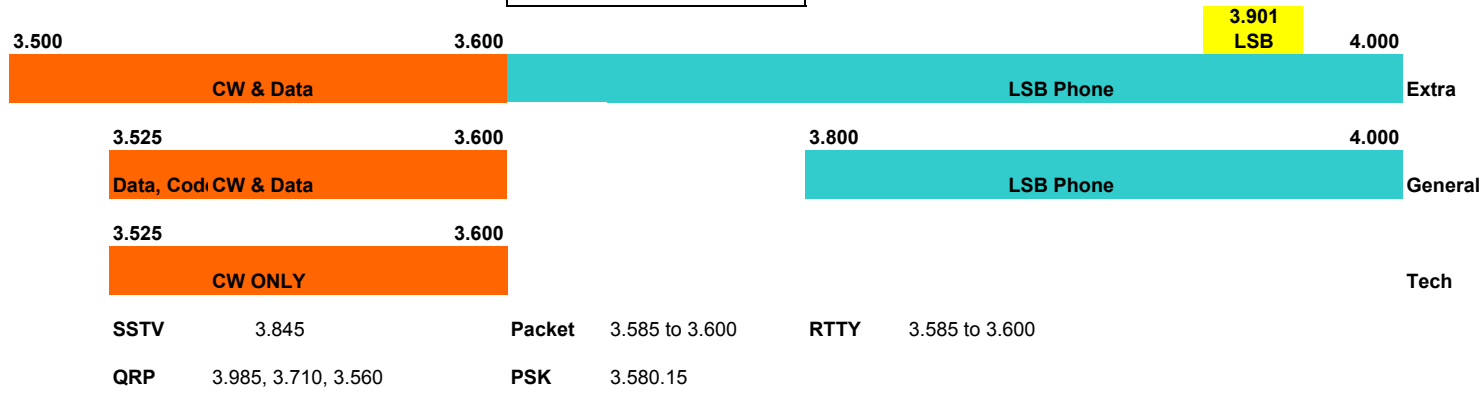 3.901
3.500 3.600 LSB 4.000
CW & Data LSB Phone Extra
3.525 3.600 3.800 4.000
Data, Cod CW & Data LSB Phone General
3.525 3.600
CW ONLY Tech
SSTV 3.845 Packet 3.585 to 3.600 RTTY 3.585 to 3.600
QRP 3.985, 3.710, 3.560 PSK 3.580.15